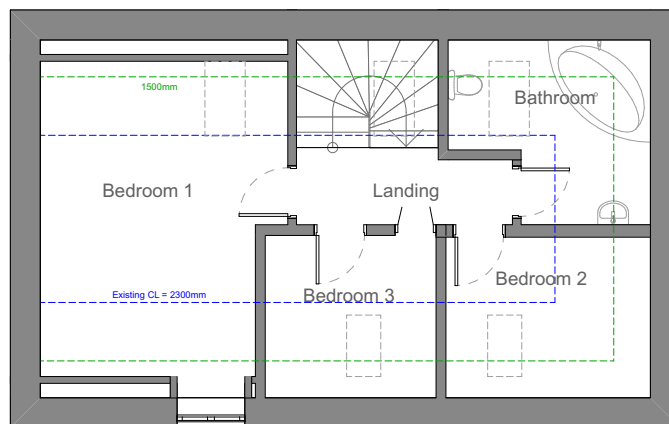 1500mm
Bathroom
Bedroom 1
Landing
Bedroom 2
Existing CL = 2300mm
Bedroom 3